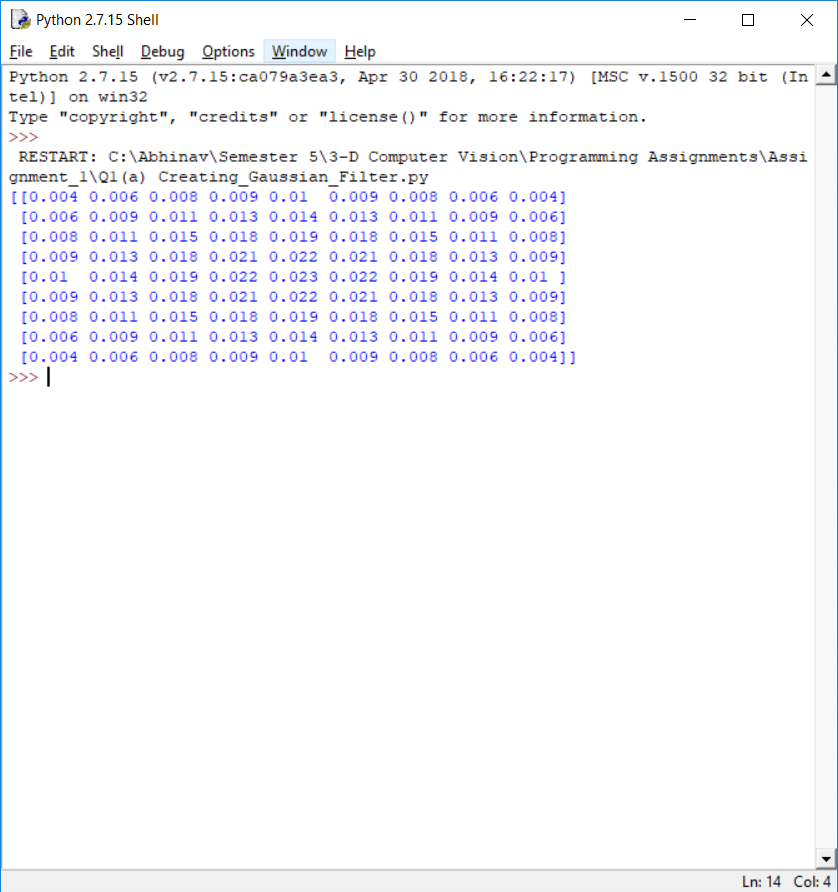 Python 2.7.15 Shell
File Edit Shell Debug Options Window Help
Python 2.7.15 (v2.7.15:ca079a3ea3, Apr 30 2018, 16:22:17) [MSC v.1500 32 bit (In
tel)] on win32
Type "copyright", "credits" or "license()" for more information.
>>>
 RESTART: C:\Abhinav\Semester 5\3-D Computer Vision\Programming Assignments\Assi
gnment_1\Q1(a) Creating_Gaussian_Filter.py
[[0.004 0.006 0.008 0.009 0.01  0.009 0.008 0.006 0.004]
 [0.006 0.009 0.011 0.013 0.014 0.013 0.011 0.009 0.006]
 [0.008 0.011 0.015 0.018 0.019 0.018 0.015 0.011 0.008]
 [0.009 0.013 0.018 0.021 0.022 0.021 0.018 0.013 0.009]
 [0.01  0.014 0.019 0.022 0.023 0.022 0.019 0.014 0.01 ]
 [0.009 0.013 0.018 0.021 0.022 0.021 0.018 0.013 0.009]
 [0.008 0.011 0.015 0.018 0.019 0.018 0.015 0.011 0.008]
 [0.006 0.009 0.011 0.013 0.014 0.013 0.011 0.009 0.006]
 [0.004 0.006 0.008 0.009 0.01  0.009 0.008 0.006 0.004]]
>>>
Ln: 14 Col: 4